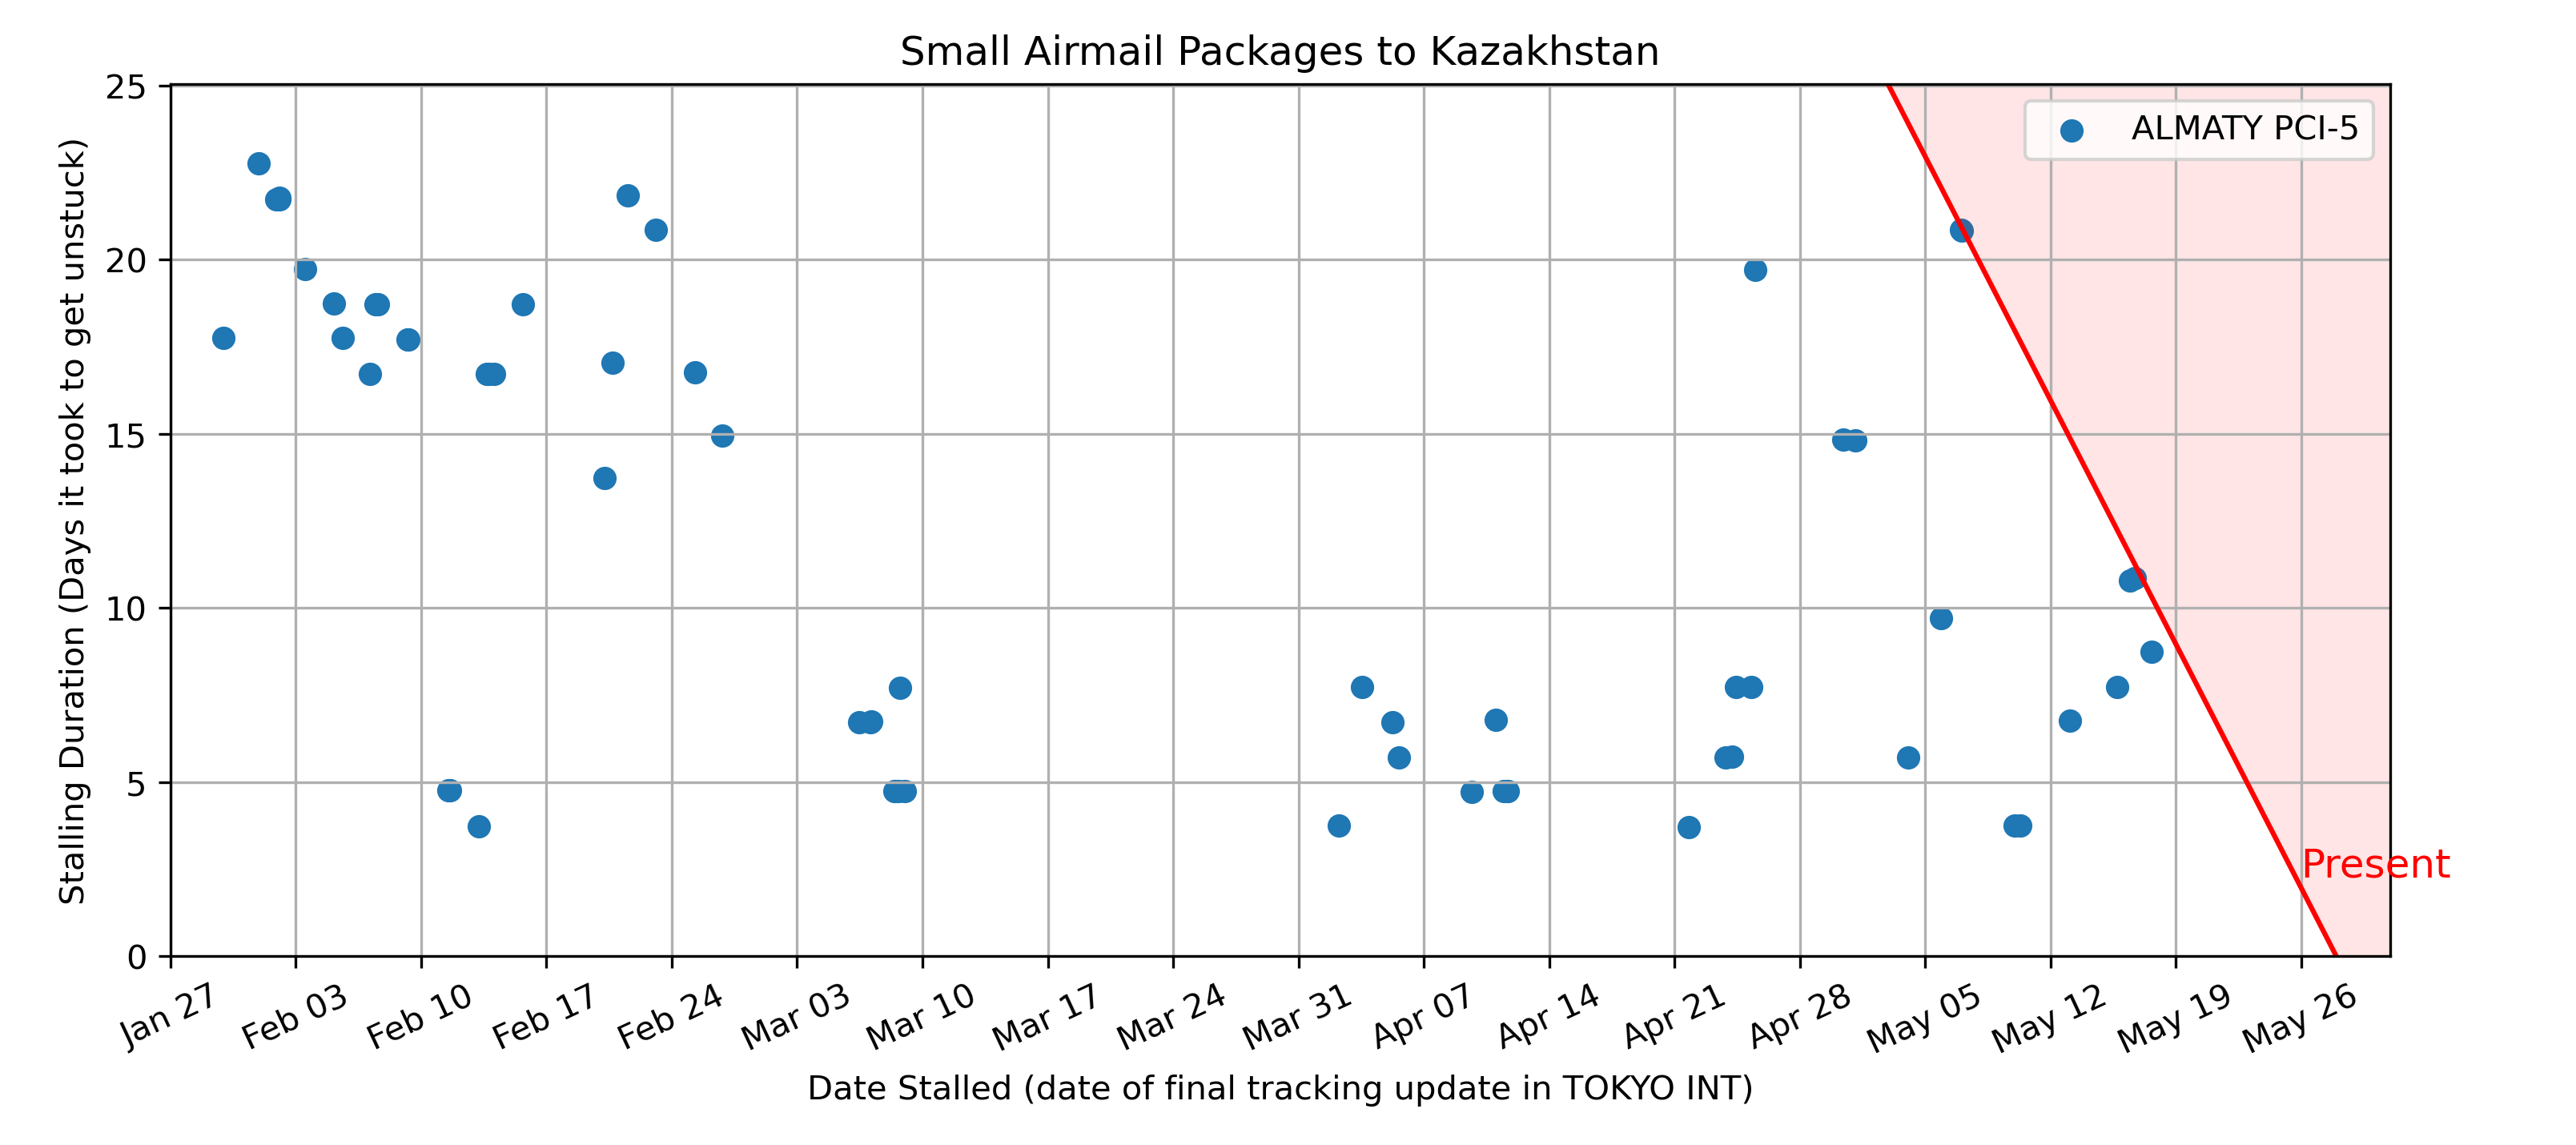 Small Airmail Packages to Kazakhstan
Stalling Duration (Days it took to get unstuck)
25
20
15
10
5
0
ALMATY PCI-5
Present
Jan 27
Feb 03
Feb 10
Feb 17
Feb 24
Mar 03
Mar 10
Mar 17
Mar 24
Mar 31
Apr 07
Apr 14
Apr 21
Apr 28
May 05
May 12
May 19
May 26
Date Stalled (date of final tracking update in TOKYO INT)